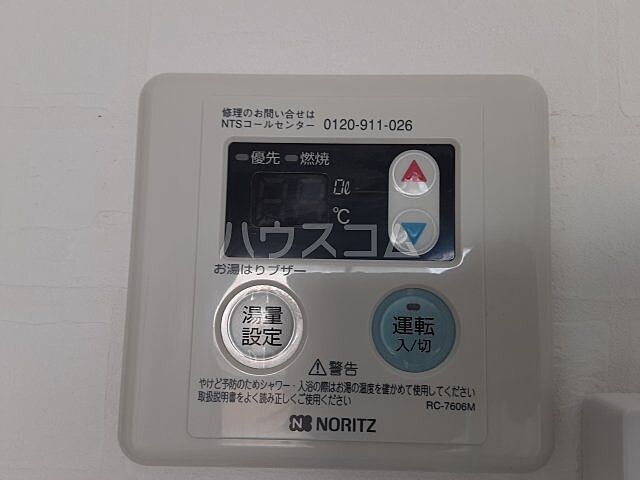 修理のお問い合せは
NTSコールセンター 0120-911-026
優先 燃焼
0ℓ
℃
ハウスコム
お湯はりブザー
湯量
設定
運転
入/切
警告
やけど予防のためシャワー・入浴の際はお湯の温度を確かめて使用してください
取扱説明書をよく読み正しくご使用ください
RC-7606M
NORITZ